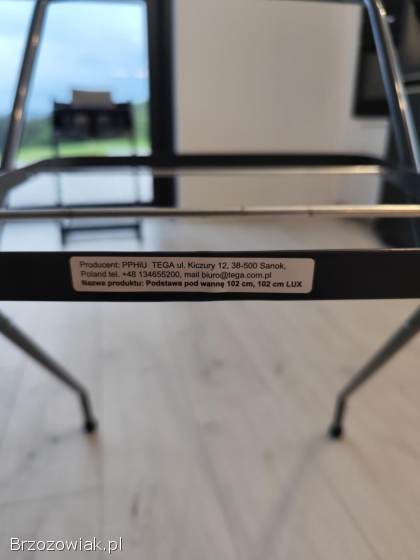 Producent: PPHiU TEGA ul. Kiczury 12, 38-500 Sanok,
Poland tel. +48 134655200, mail biuro@tega.com.pl
Nazwa produktu: Podstawa pod wannę 102 cm, 102 cm LUX
Brzozowiak.pl